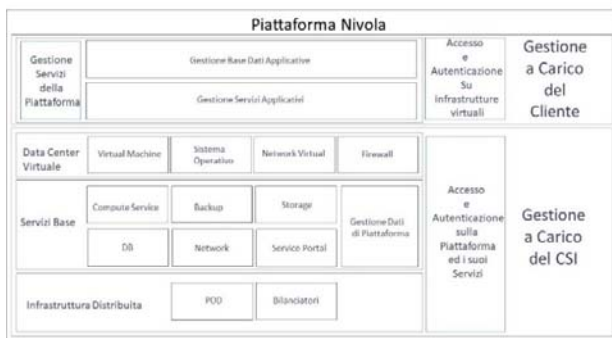 Piattaforma Nivola
Gestione
Servizi
della
Piattaforma
Gestione Base Dati Applicative
Gestione Servizi Applicativi
Accesso
e
Autenticazione
Su
Infrastrutture
virtuali
Gestione
a Carico
del
Cliente
Data Center
Virtuale
Virtual Machine
Sistema
Operativo
Network Virtual
Firewall
Servizi Base
Compute Service
Backup
Storage
DB
Network
Service Portal
Gestione Dati
di Piattaforma
Infrastruttura Distribuita
POD
Bilanciatori
Accesso
e
Autenticazione
sulla
Piattaforma
ed i suoi
Servizi
Gestione
a Carico
del CSI